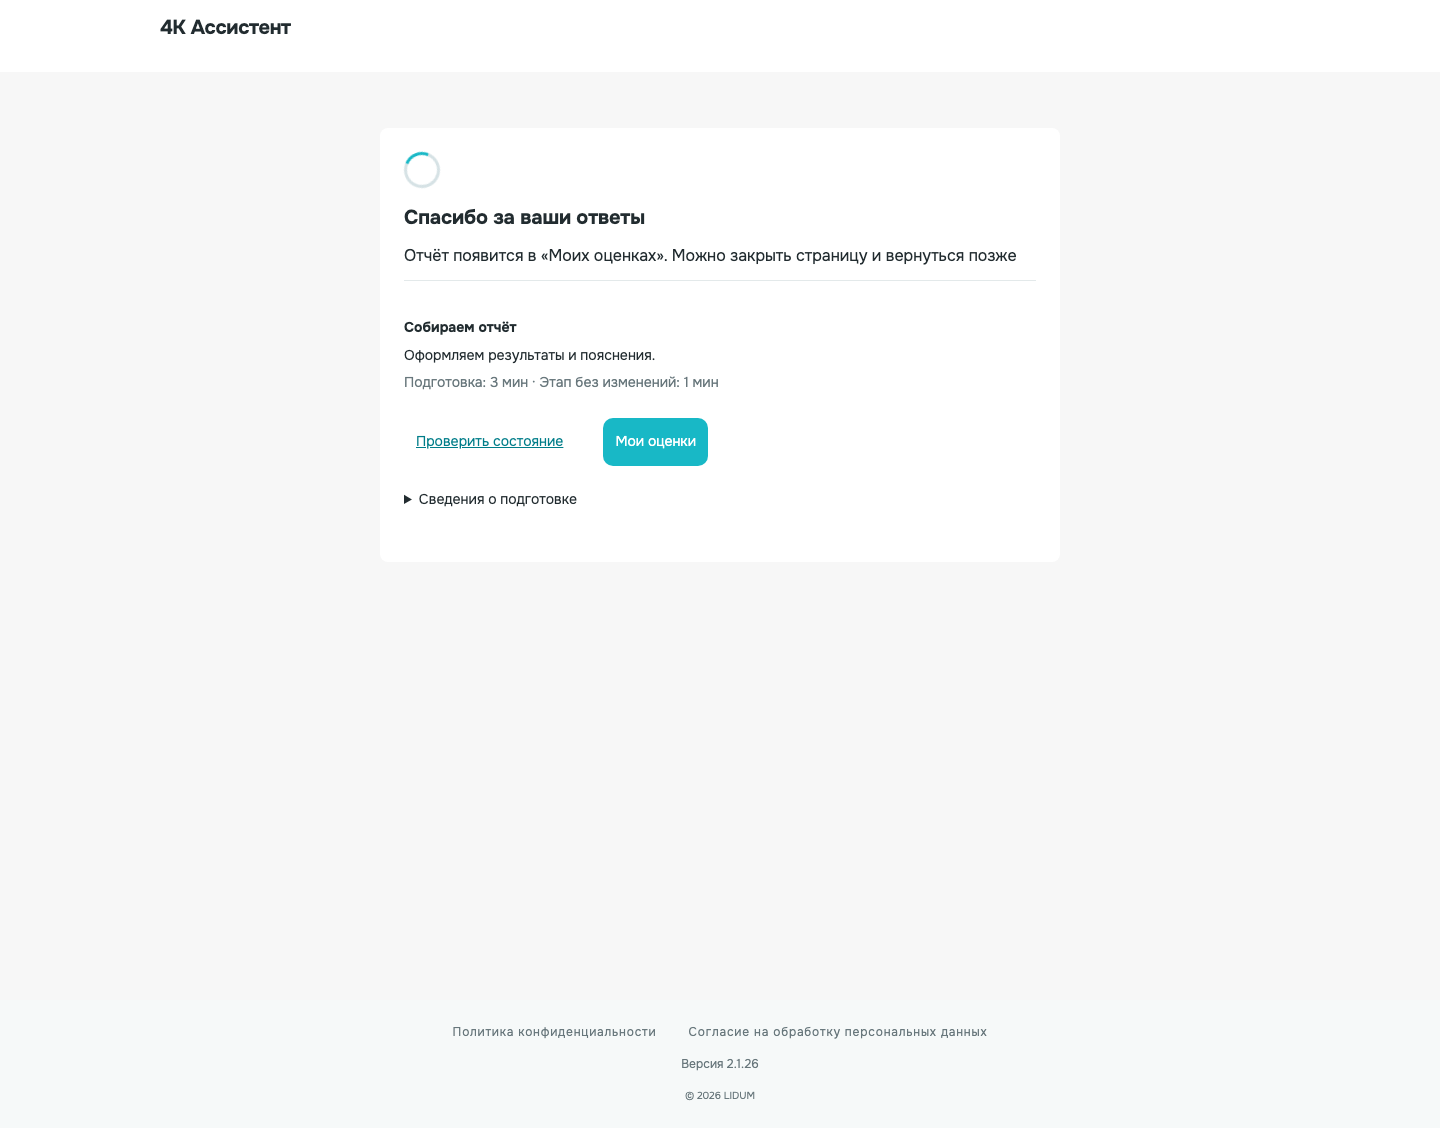 4K Ассистент
Спасибо за ваши ответы
Отчёт появится в «Моих оценках». Можно закрыть страницу и вернуться позже
Собираем отчёт
Оформляем результаты и пояснения.
Подготовка: 3 мин · Этап без изменений: 1 мин
Проверить состояние Мои оценки
Сведения о подготовке
Политика конфиденциальности Согласие на обработку персональных данных
Версия 2.1.26
© 2026 LIDUM